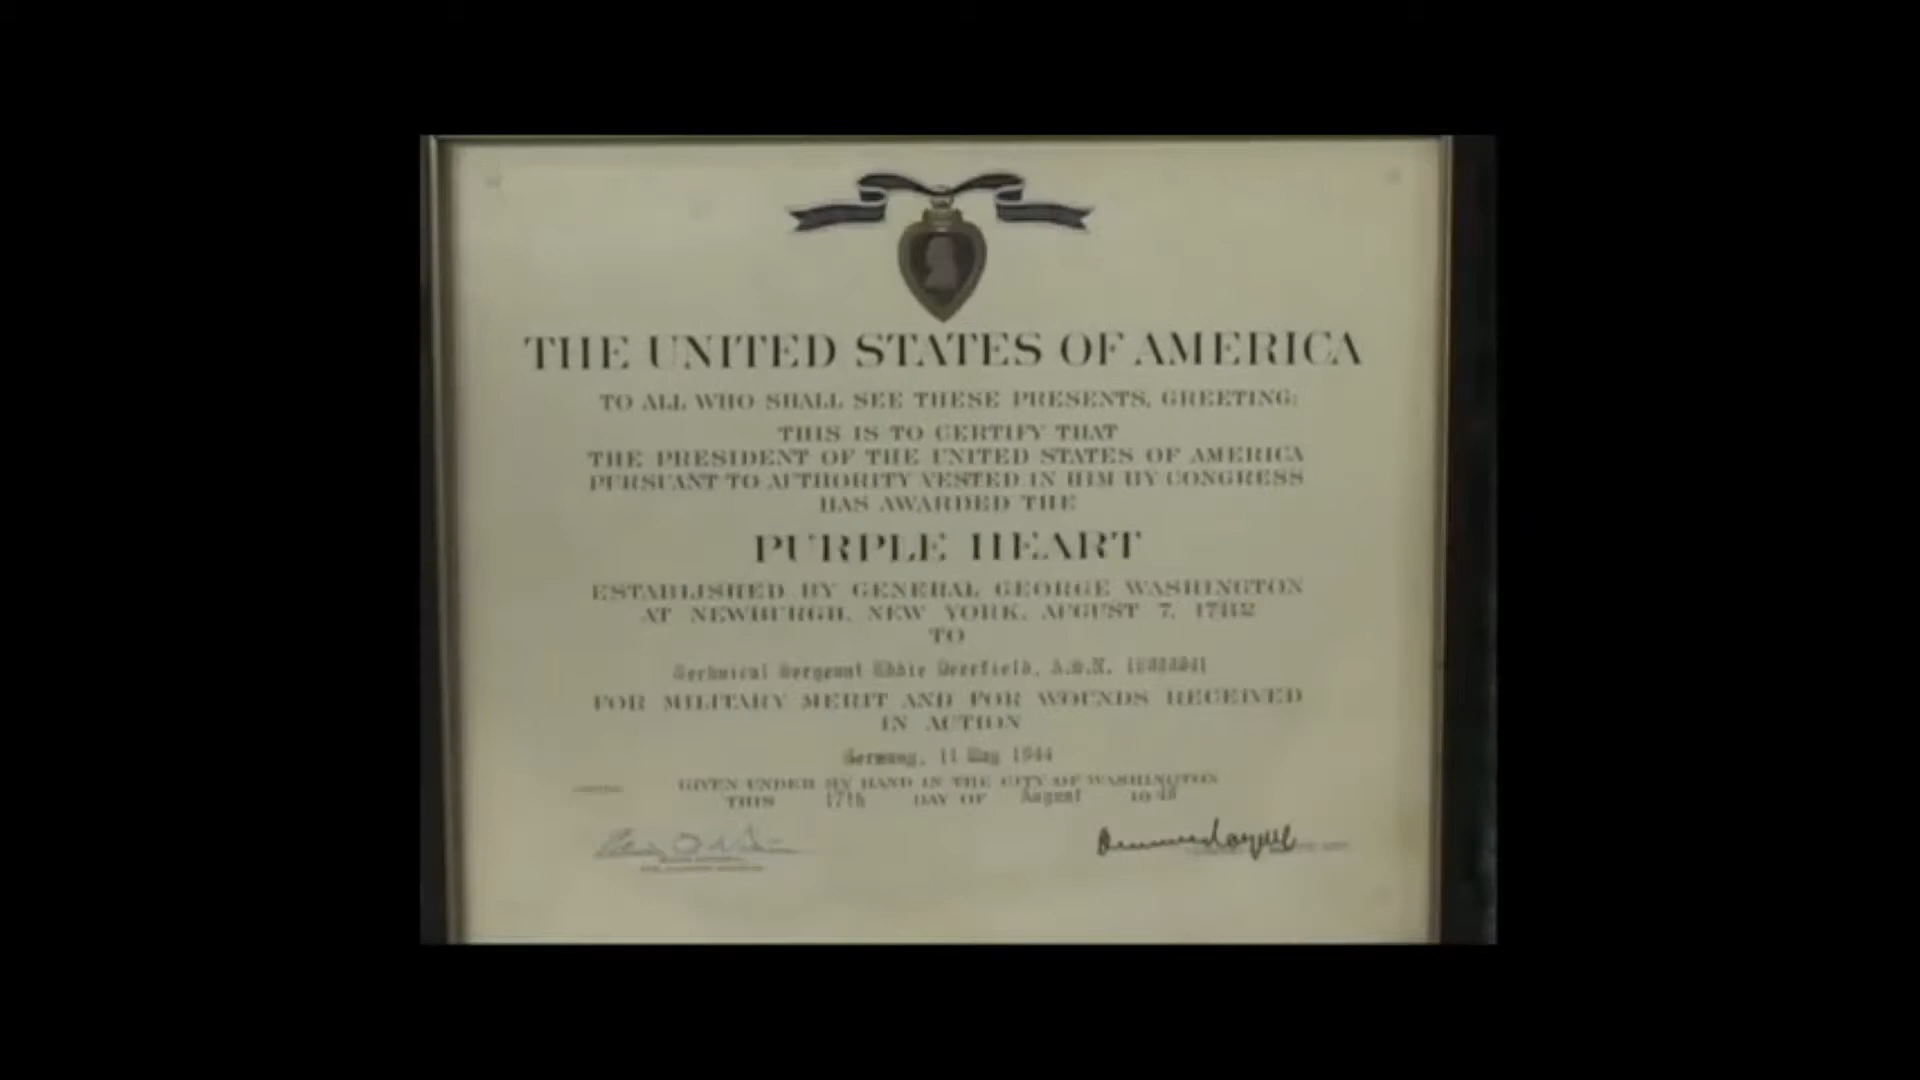 THE UNITED STATES OF AMERICA
TO ALL WHO SHALL SEE THESE PRESENTS, GREETING:
THIS IS TO CERTIFY THAT
THE PRESIDENT OF THE UNITED STATES OF AMERICA
PURSUANT TO AUTHORITY VESTED IN HIM BY CONGRESS
HAS AWARDED THE
PURPLE HEART
ESTABLISHED BY GENERAL GEORGE WASHINGTON
AT NEWBURGH, NEW YORK, AUGUST 7, 1782
TO
Technical Sergeant Eddie Deerfield, A.S.N.
FOR MILITARY MERIT AND FOR WOUNDS RECEIVED
IN ACTION
Germany, 11 May 1944
GIVEN UNDER MY HAND IN THE CITY OF WASHINGTON
THIS 17th DAY OF August